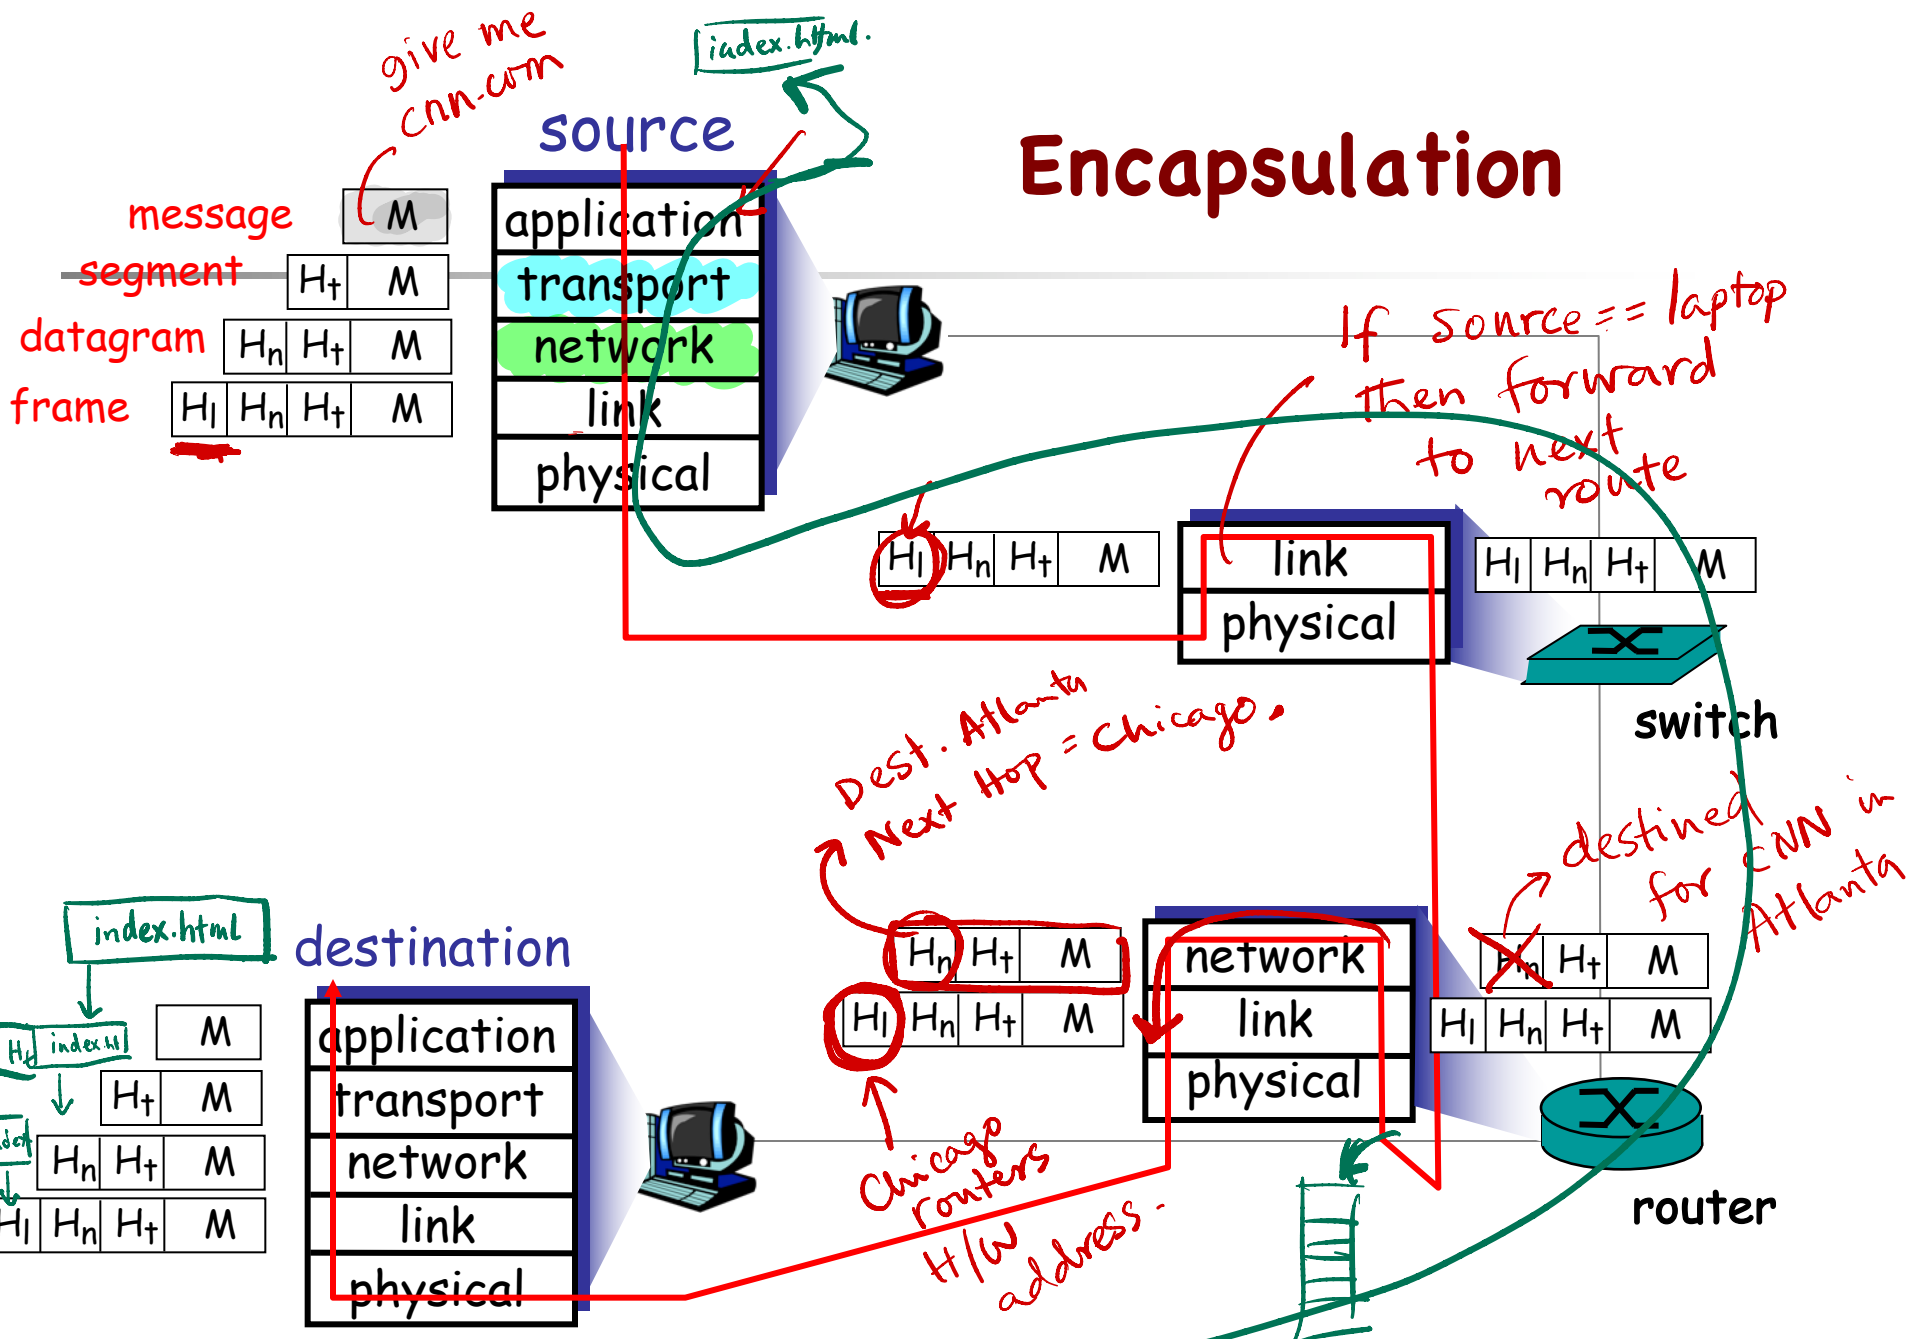 give me
cnn.com
index.html.
source
Encapsulation
message
M
application
segment
Ht M
transport
datagram
Hn Ht M
network
frame
Hl Hn Ht M
link
physical
If source == laptop
then forward
to next
route
Hl Hn Ht M
link
physical
Hl Hn Ht M
switch
Dest. Atlanta
Next Hop = Chicago.
destined
for CNN in
Atlanta
index.html
destination
Hn Ht M
network
Hn Ht M
Hl Hn Ht M
link
Hl Hn Ht M
physical
router
Chicago
routers
H/W
address.
M
application
Ht
Ht M
transport
Hn Ht M
network
Hl Hn Ht M
link
physical